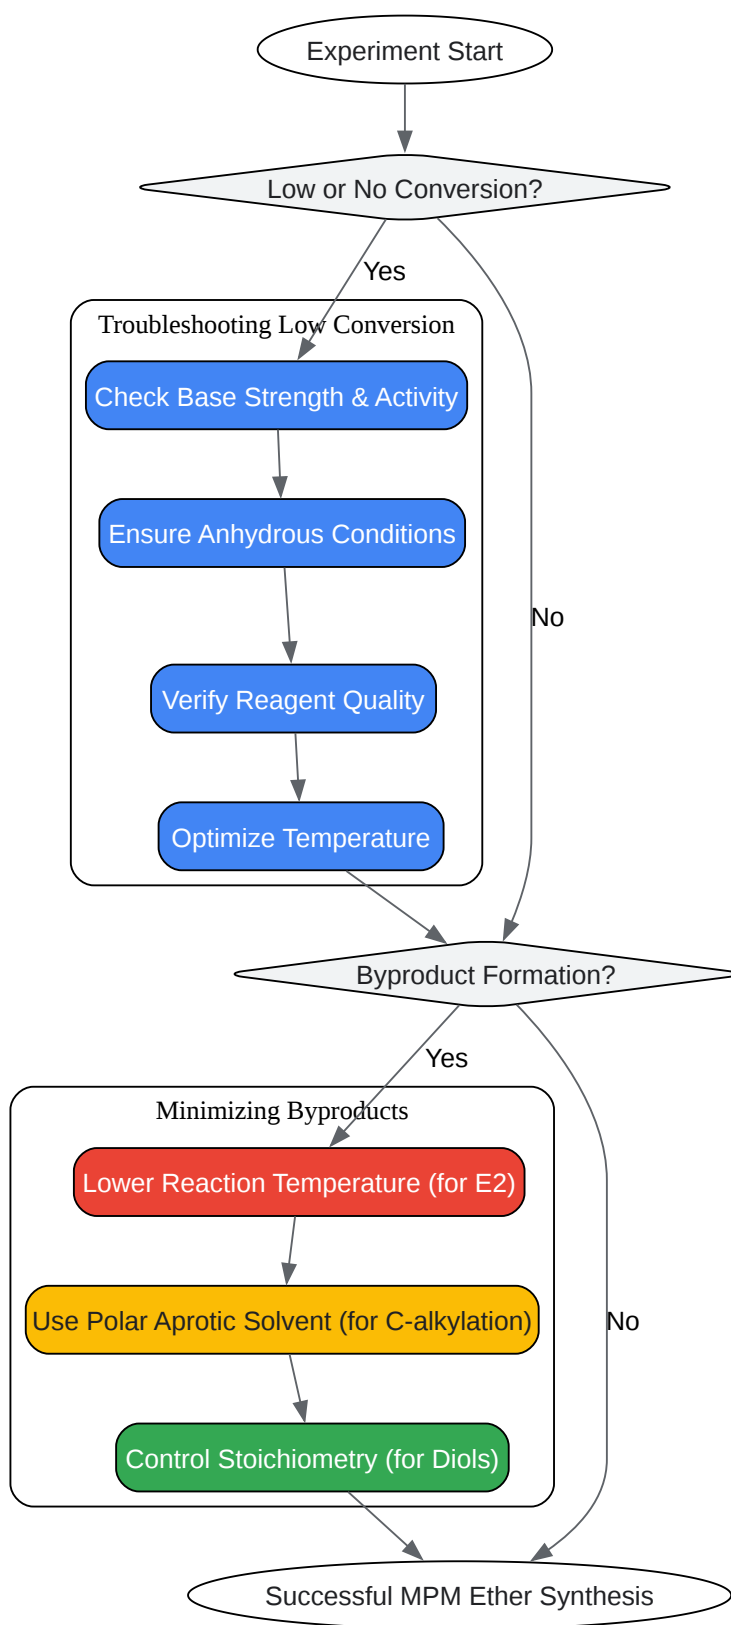 Experiment Start
Low or No Conversion?
Yes
Troubleshooting Low Conversion
Check Base Strength & Activity
Ensure Anhydrous Conditions
No
Verify Reagent Quality
Optimize Temperature
Byproduct Formation?
Yes
Minimizing Byproducts
Lower Reaction Temperature (for E2)
Use Polar Aprotic Solvent (for C-alkylation)
No
Control Stoichiometry (for Diols)
Successful MPM Ether Synthesis